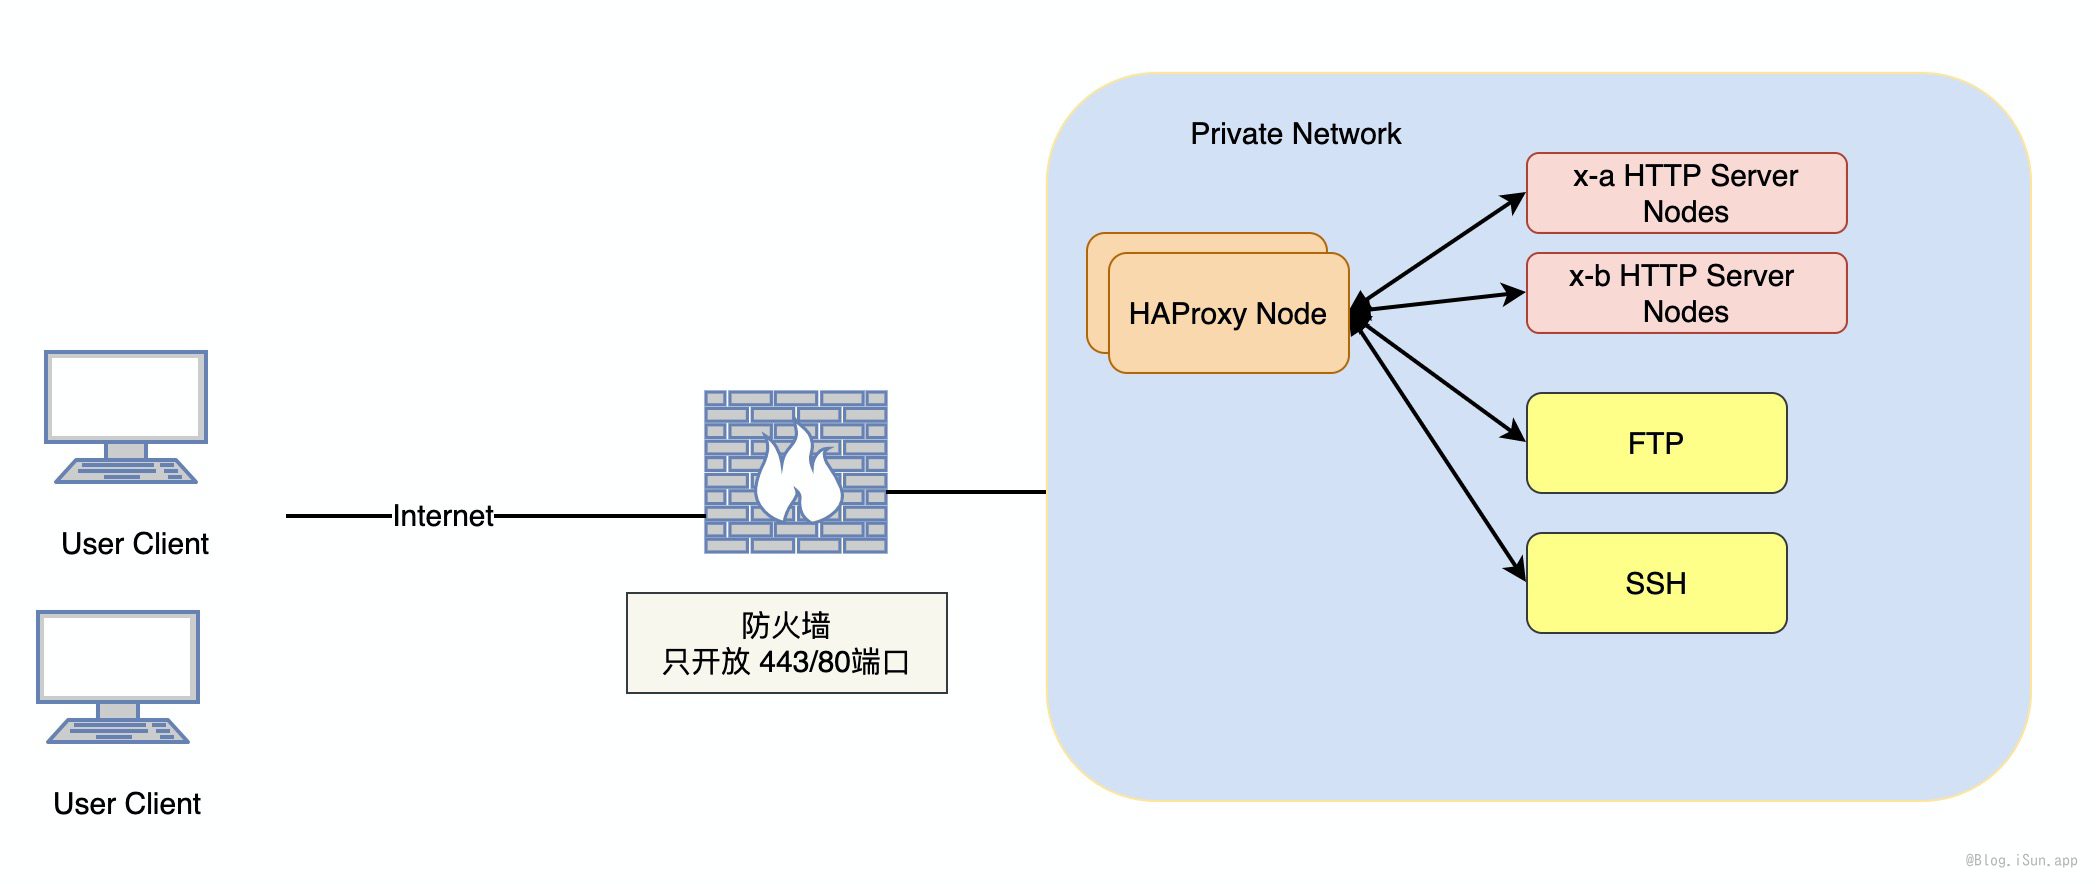 Private Network
x-a HTTP Server
Nodes
x-b HTTP Server
Nodes
HAProxy Node
FTP
SSH
User Client
Internet
防火墙
只开放 443/80端口
User Client
@Blog.iSun.app